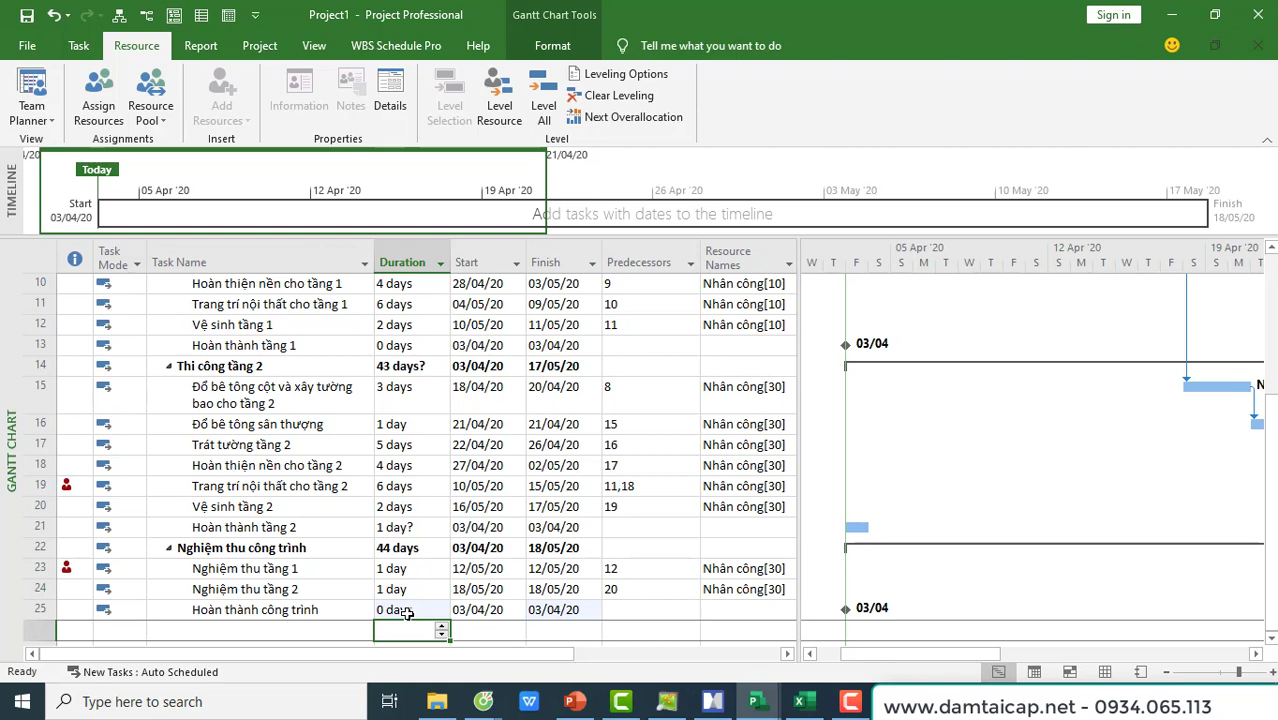 Project1 - Project Professional
Gantt Chart Tools
Sign in
File
Task
Resource
Report
Project
View
WBS Schedule Pro
Help
Format
Tell me what you want to do
Team Planner
Assign Resources
Resource Pool
Add Resources
Information
Notes
Details
Level Selection
Level Resource
Level All
Leveling Options
Clear Leveling
Next Overallocation
View
Assignments
Insert
Properties
Level
TIMELINE
Today
21/04/20
05 Apr '20
12 Apr '20
19 Apr '20
26 Apr '20
03 May '20
10 May '20
17 May '20
Start
03/04/20
Add tasks with dates to the timeline
Finish
18/05/20
GANTT CHART
Task Mode
Task Name
Duration
Start
Finish
Predecessors
Resource Names
05 Apr '20
12 Apr '20
19 Apr '20
W T F S S M T W T F S S M T W T F S S M T
10 Hoàn thiện nền cho tầng 1 4 days 28/04/20 03/05/20 9 Nhân công[10]
11 Trang trí nội thất cho tầng 1 6 days 04/05/20 09/05/20 10 Nhân công[10]
12 Vệ sinh tầng 1 2 days 10/05/20 11/05/20 11 Nhân công[10]
13 Hoàn thành tầng 1 0 days 03/04/20 03/04/20
03/04
14 Thi công tầng 2 43 days? 03/04/20 17/05/20
15 Đổ bê tông cột và xây tường 3 days 18/04/20 20/04/20 8 Nhân công[30]
bao cho tầng 2
16 Đổ bê tông sân thượng 1 day 21/04/20 21/04/20 15 Nhân công[30]
17 Trát tường tầng 2 5 days 22/04/20 26/04/20 16 Nhân công[30]
18 Hoàn thiện nền cho tầng 2 4 days 27/04/20 02/05/20 17 Nhân công[30]
19 Trang trí nội thất cho tầng 2 6 days 10/05/20 15/05/20 11,18 Nhân công[30]
20 Vệ sinh tầng 2 2 days 16/05/20 17/05/20 19 Nhân công[30]
21 Hoàn thành tầng 2 1 day? 03/04/20 03/04/20
22 Nghiệm thu công trình 44 days 03/04/20 18/05/20
23 Nghiệm thu tầng 1 1 day 12/05/20 12/05/20 12 Nhân công[30]
24 Nghiệm thu tầng 2 1 day 18/05/20 18/05/20 20 Nhân công[30]
25 Hoàn thành công trình 0 days 03/04/20 03/04/20
03/04
Ready
New Tasks : Auto Scheduled
Type here to search
www.damtaicap.net - 0934.065.113